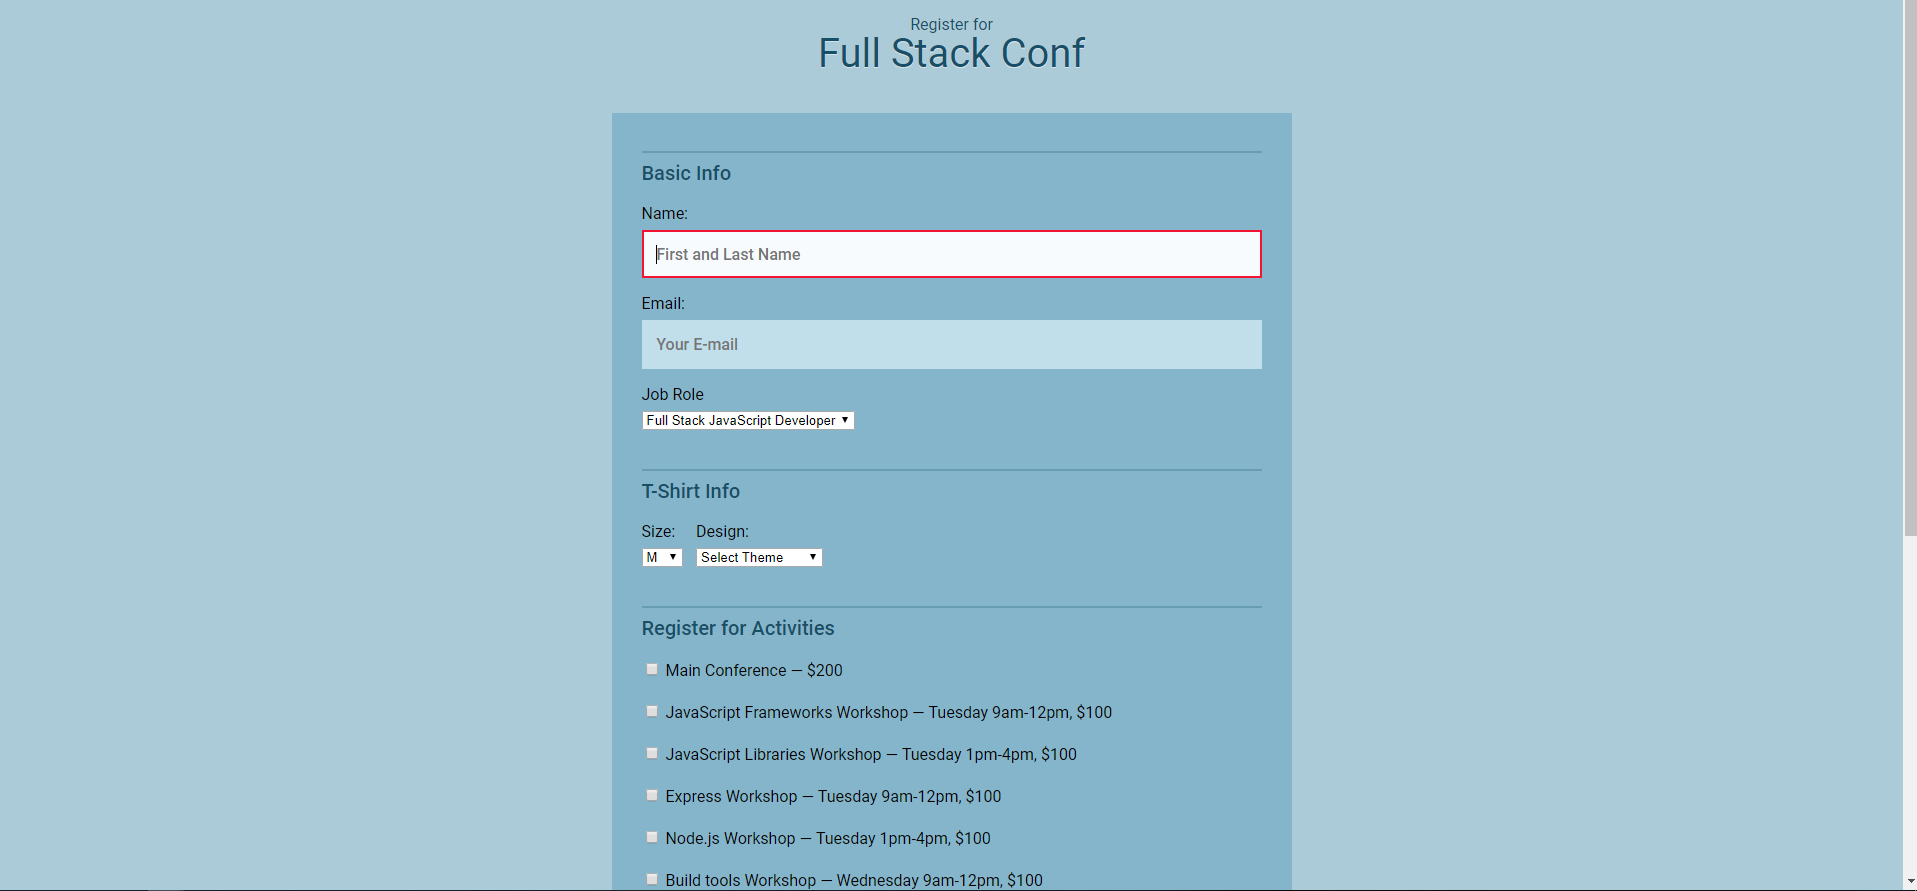 Register for
Full Stack Conf
Basic Info
Name:
First and Last Name
Email:
Your E-mail
Job Role
Full Stack JavaScript Developer
T-Shirt Info
Size: Design:
M Select Theme
Register for Activities
Main Conference — $200
JavaScript Frameworks Workshop — Tuesday 9am-12pm, $100
JavaScript Libraries Workshop — Tuesday 1pm-4pm, $100
Express Workshop — Tuesday 9am-12pm, $100
Node.js Workshop — Tuesday 1pm-4pm, $100
Build tools Workshop — Wednesday 9am-12pm, $100